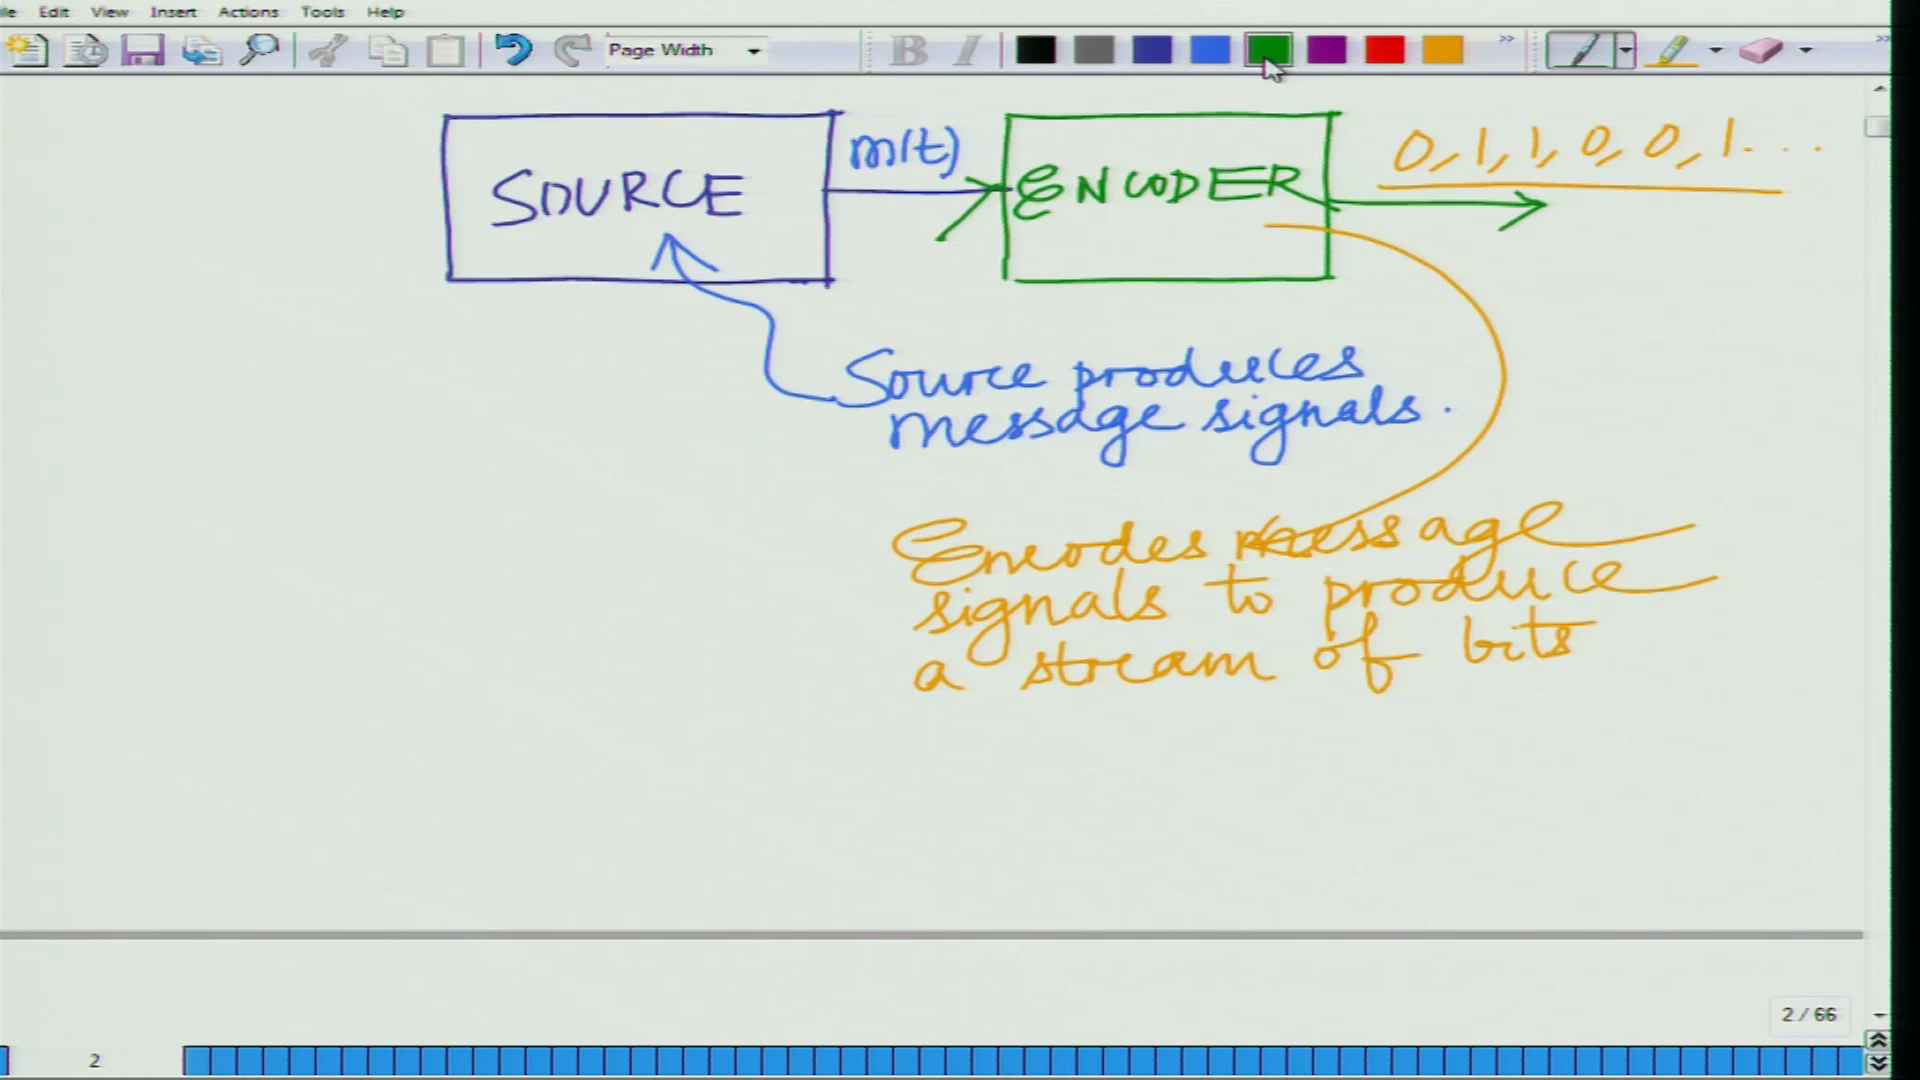 Edit View Insert Actions Tools Help
Page Width
B I
m(t)
0, 1, 1, 0, 0, 1 . . .
SOURCE
ENCODER
Source produces
message signals.
Encodes message
signals to produce
a stream of bits
2 / 66
2